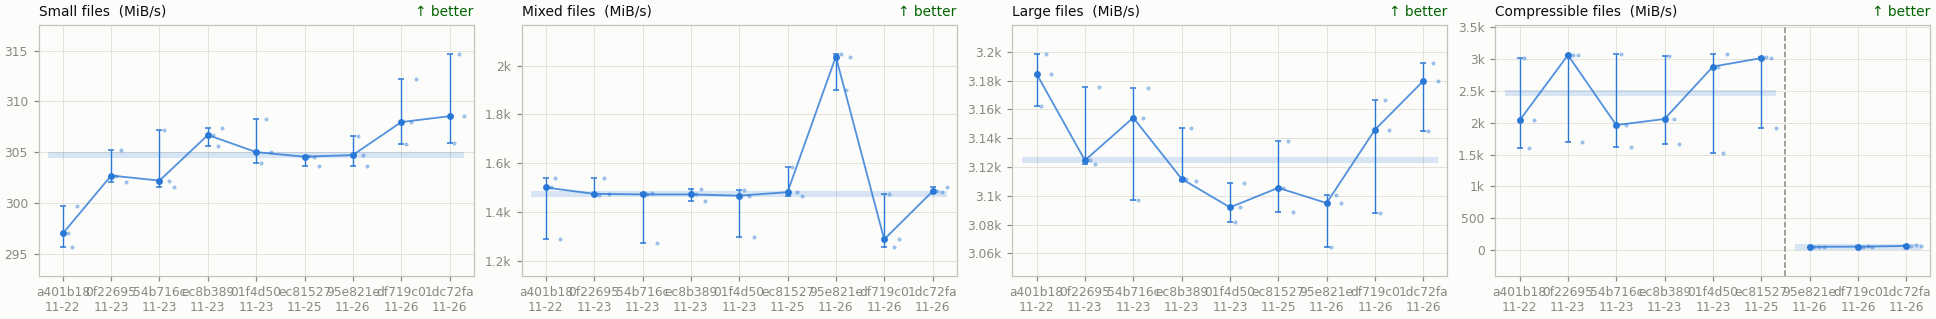 Small files (MiB/s) ↑ better
315
310
305
300
295
a401b18 0f22695 54b716c ec8b389 01f4d50 ec81527 95e821e df719c0 1dc72fa
11-22 11-23 11-23 11-23 11-23 11-25 11-26 11-26 11-26
Mixed files (MiB/s) ↑ better
2k
1.8k
1.6k
1.4k
1.2k
a401b18 0f22695 54b716c ec8b389 01f4d50 ec81527 95e821e df719c0 1dc72fa
11-22 11-23 11-23 11-23 11-23 11-25 11-26 11-26 11-26
Large files (MiB/s) ↑ better
3.2k
3.18k
3.16k
3.14k
3.12k
3.1k
3.08k
3.06k
a401b18 0f22695 54b716c ec8b389 01f4d50 ec81527 95e821e df719c0 1dc72fa
11-22 11-23 11-23 11-23 11-23 11-25 11-26 11-26 11-26
Compressible files (MiB/s) ↑ better
3.5k
3k
2.5k
2k
1.5k
1k
500
0
a401b18 0f22695 54b716c ec8b389 01f4d50 ec81527 95e821e df719c0 1dc72fa
11-22 11-23 11-23 11-23 11-23 11-25 11-26 11-26 11-26